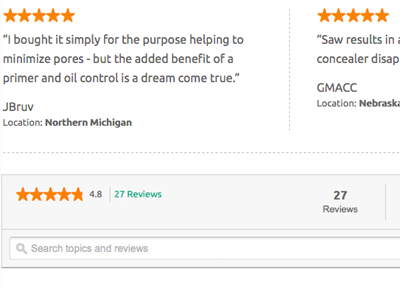 “I bought it simply for the purpose helping to
minimize pores - but the added benefit of a
primer and oil control is a dream come true.”
JBruv
Location: Northern Michigan
“Saw results in a
concealer disap
GMACC
Location: Nebraska
4.8 27 Reviews
27
Reviews
Search topics and reviews